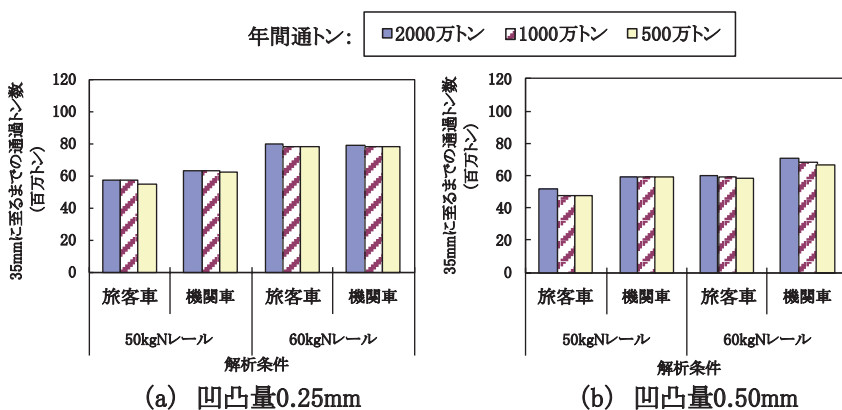 年間通トン： 2000万トン 1000万トン 500万トン
35mmに至るまでの通過トン数
(百万トン)
120
100
80
60
40
20
0
旅客車 機関車 旅客車 機関車
50kgNレール 60kgNレール
解析条件
(a) 凹凸量0.25mm
35mmに至るまでの通過トン数
(百万トン)
120
100
80
60
40
20
0
旅客車 機関車 旅客車 機関車
50kgNレール 60kgNレール
解析条件
(b) 凹凸量0.50mm